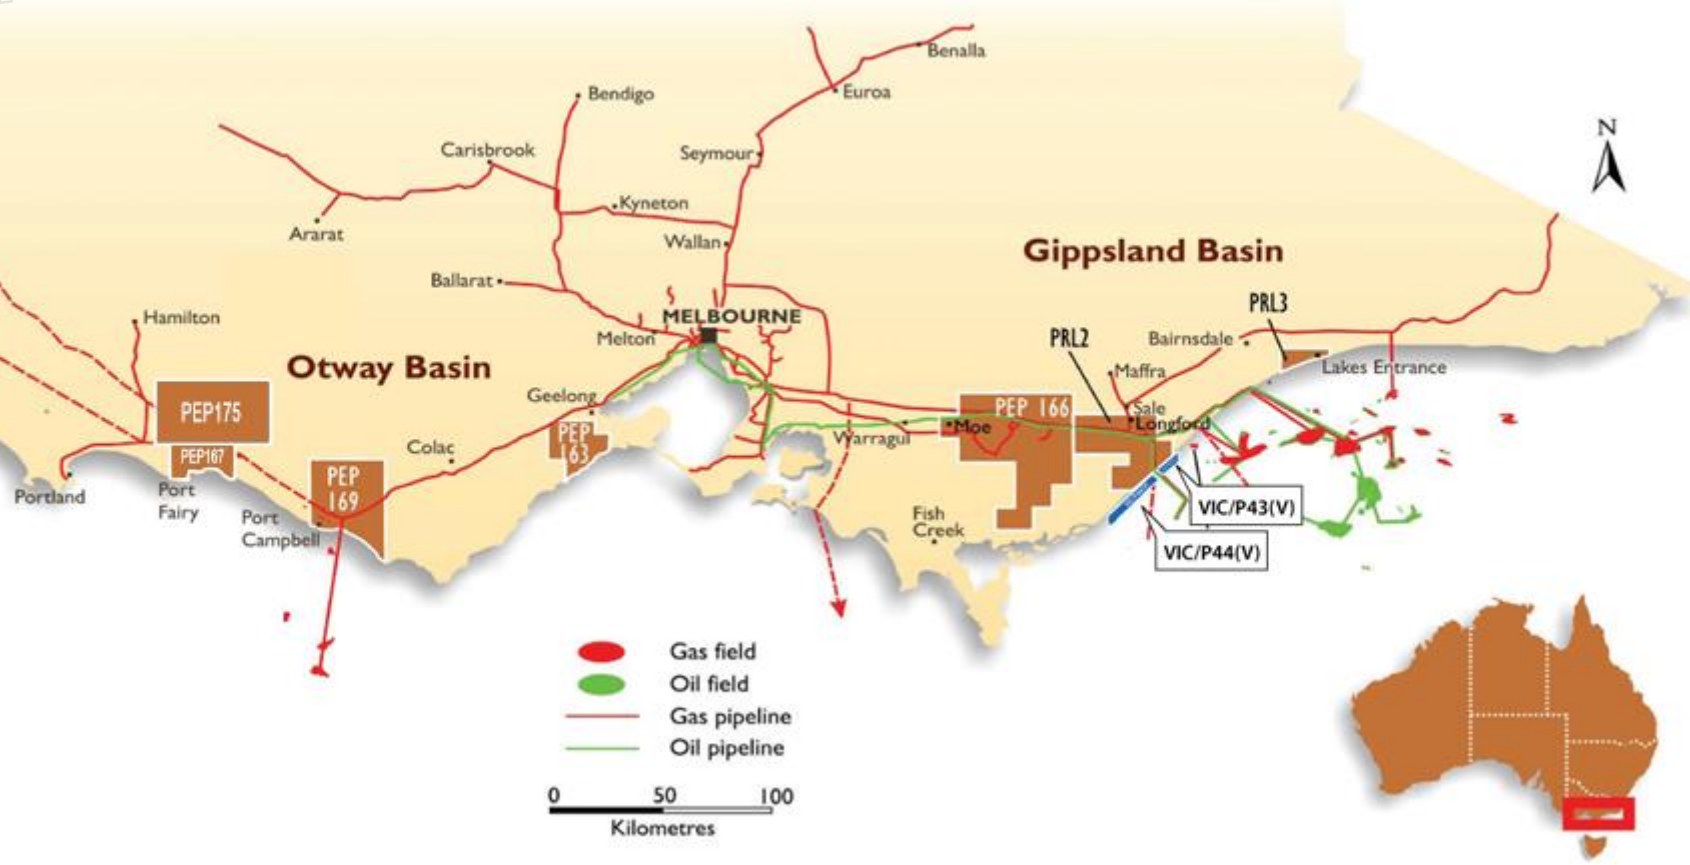 Benalla
Bendigo
Euroa
N
Carisbrook
Seymour
Kyneton
Ararat
Wallan
Gippsland Basin
Ballarat
PRL3
Hamilton
MELBOURNE
Melton
PRL2
Bairnsdale
Otway Basin
Maffra
Lakes Entrance
Geelong
PEP175
PEP 166
Sale
Longford
Moe
PEP
63
Warragul
Colac
PEP167
PEP
169
Portland
Port
Fairy
Port
Campbell
Fish
Creek
VIC/P43(V)
VIC/P44(V)
Gas field
Oil field
Gas pipeline
Oil pipeline
0 50 100
Kilometres